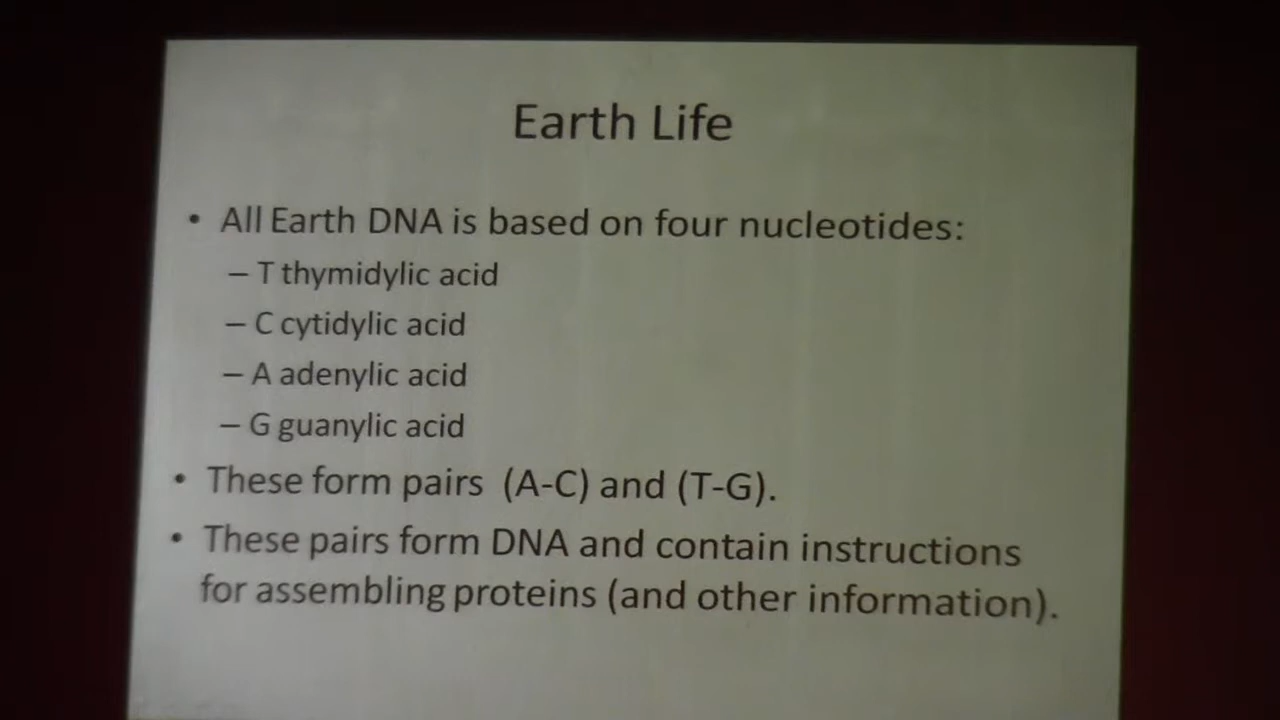 Earth Life
• All Earth DNA is based on four nucleotides:
– T thymidylic acid
– C cytidylic acid
– A adenylic acid
– G guanylic acid
• These form pairs (A-C) and (T-G).
• These pairs form DNA and contain instructions
for assembling proteins (and other information).